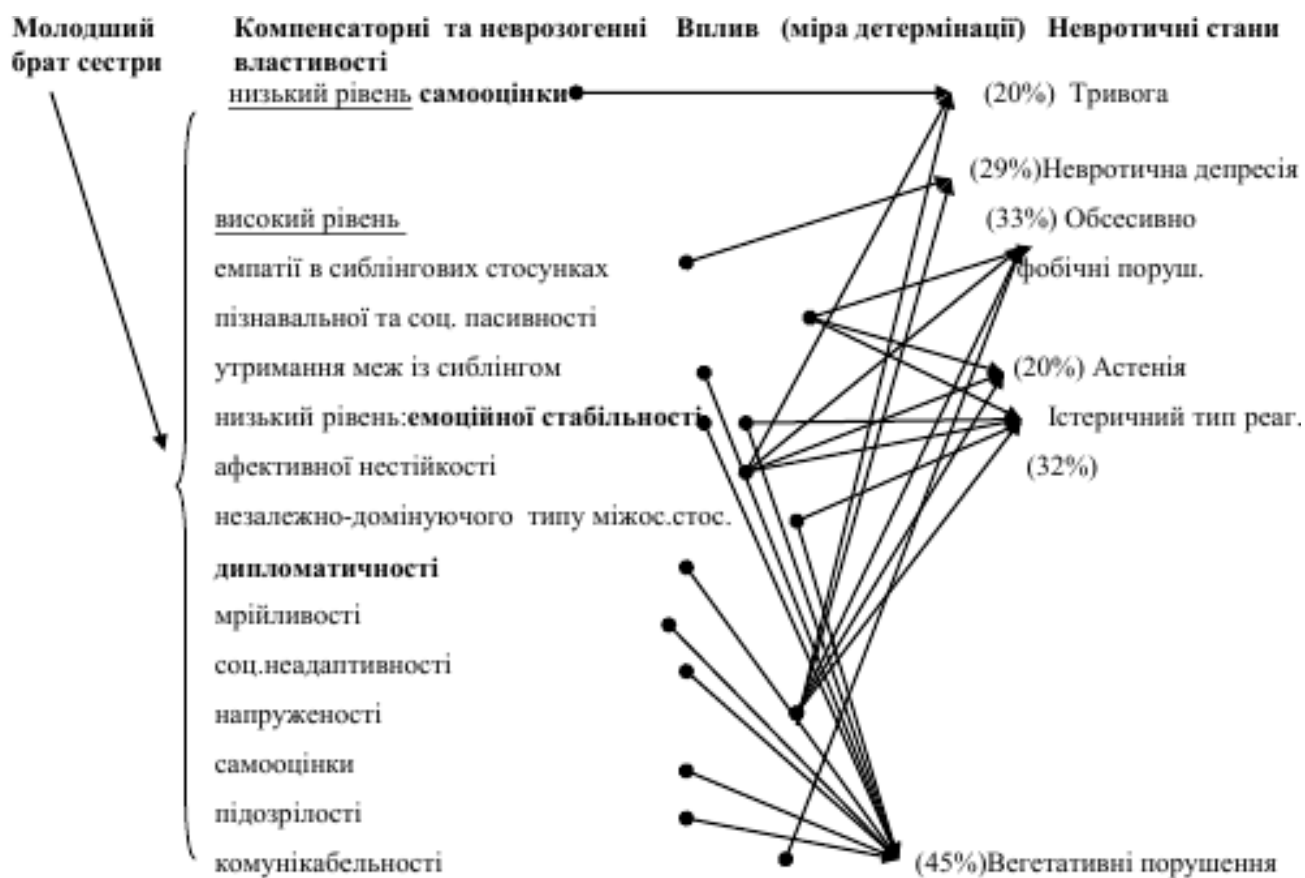 Молодший Компенсаторні та неврозогенні Вплив (міра детермінації) Невротичні стани
брат сестри властивості
низький рівень самооцінки (20%) Тривога
(29%)Невротична депресія
високий рівень (33%) Обсесивно
емпатії в сиблінгових стосунках фобічні поруш.
пізнавальної та соц. пасивності
утримання меж із сиблінгом (20%) Астенія
низький рівень:емоційної стабільності Істеричний тип реаг.
афективної нестійкості (32%)
незалежно-домінуючого типу міжос.стос.
дипломатичності
мрійливості
соц.неадаптивності
напруженості
самооцінки
підозрілості
комунікабельності (45%)Вегетативні порушення